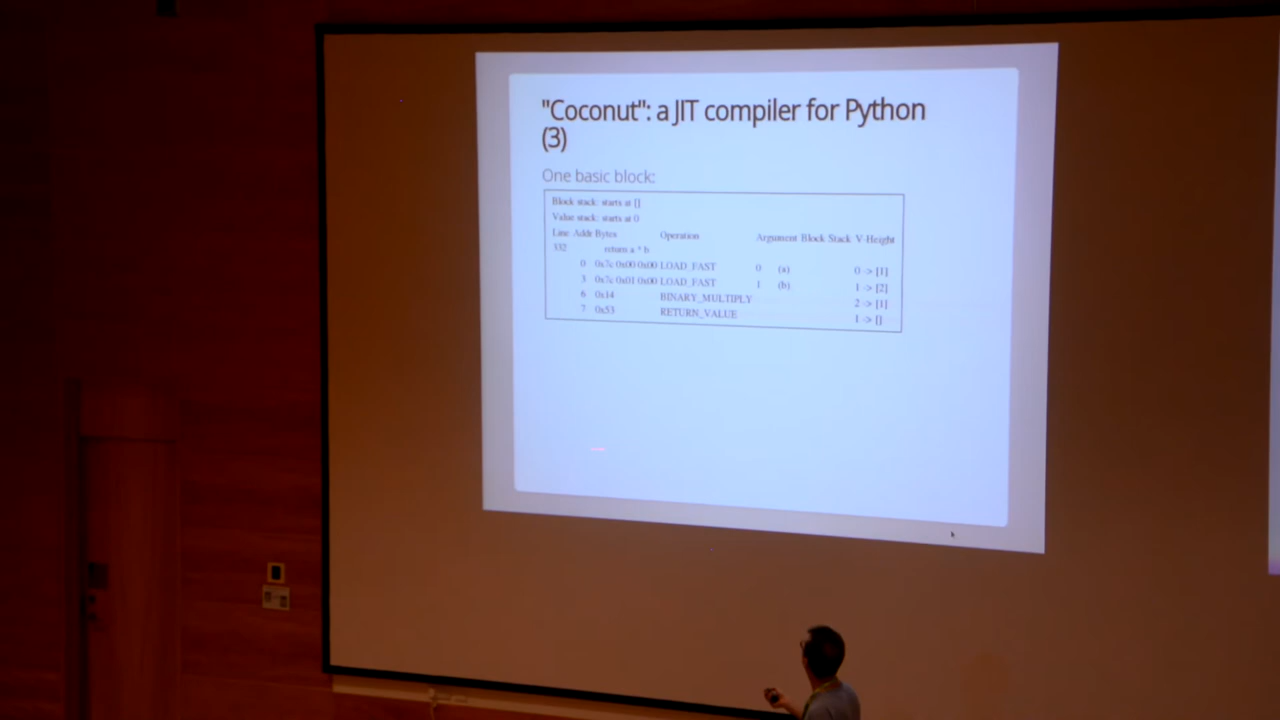 "Coconut": a JIT compiler for Python
(3)
One basic block:
Block stack: starts at []
Value stack: starts at 0
Line Addr Bytes Operation Argument Block Stack V-Height
332 return a * b
0 0x7c 0x00 0x00 LOAD_FAST 0 (a) 0 -> [1]
3 0x7c 0x01 0x00 LOAD_FAST 1 (b) 1 -> [2]
6 0x14 BINARY_MULTIPLY 2 -> [1]
7 0x53 RETURN_VALUE 1 -> []